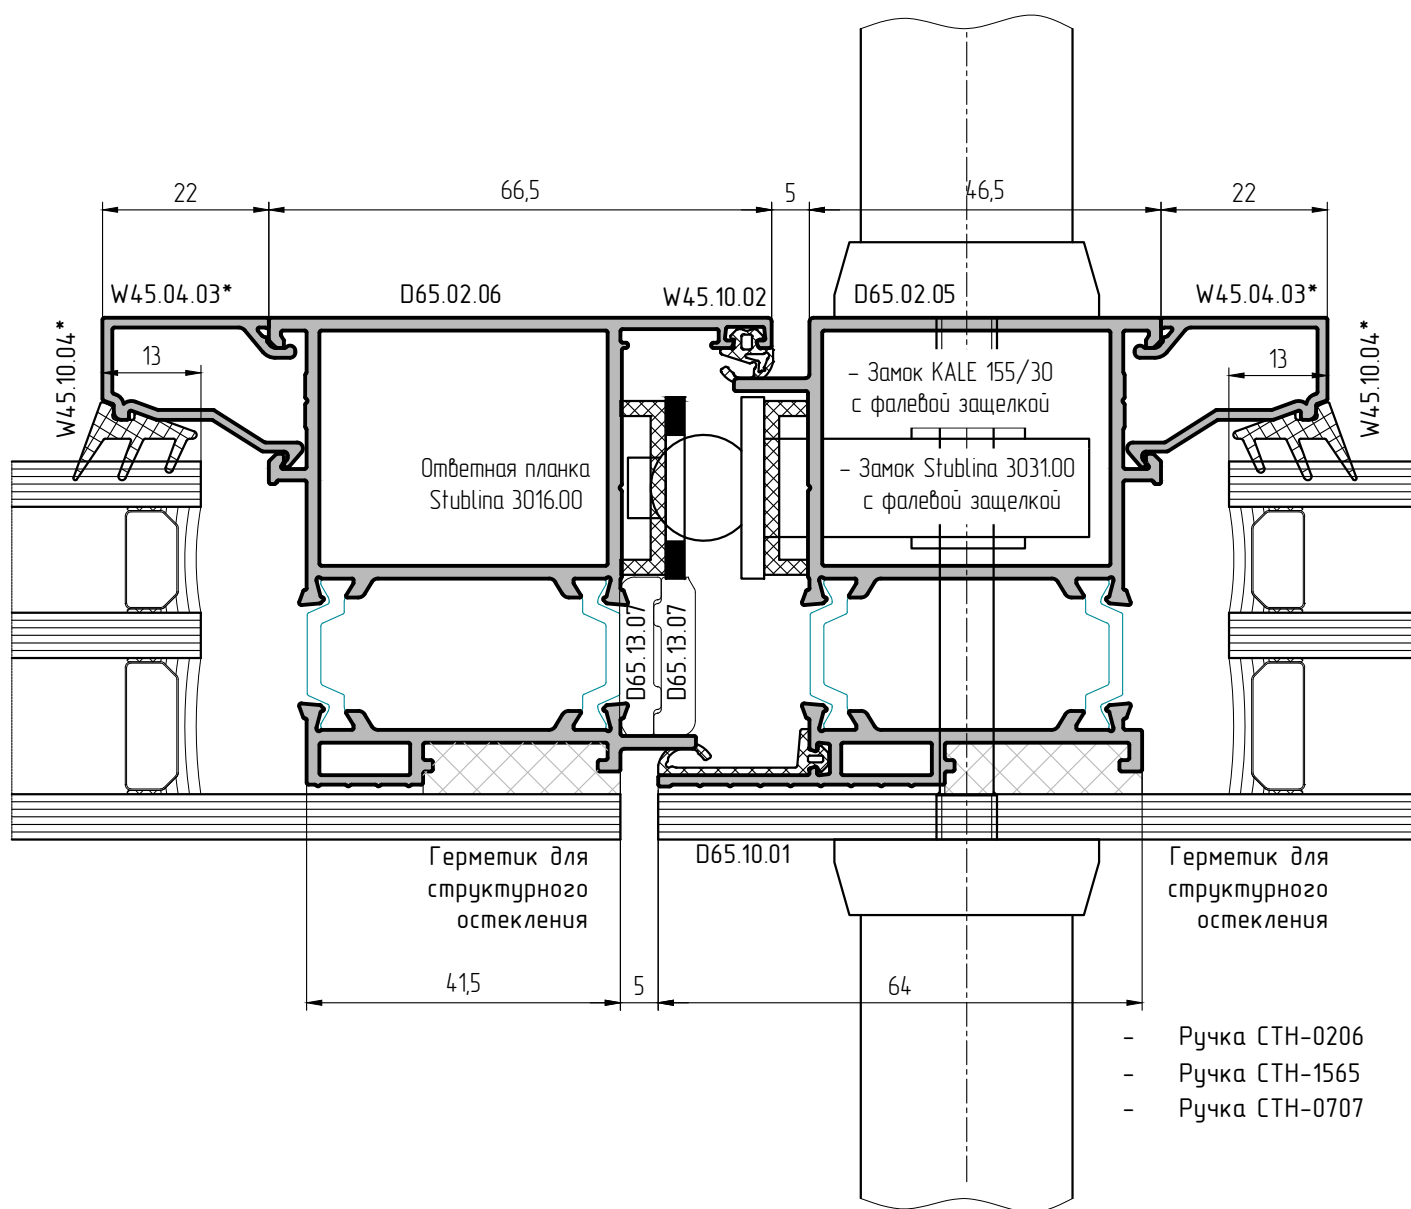 22
66,5
5
46,5
22
W45.04.03*
D65.02.06
W45.10.02
D65.02.05
W45.04.03*
W45.10.04*
13
13
W45.10.04*
- Замок KALE 155/30
с фалевой защелкой
Ответная планка
Stublina 3016.00
- Замок Stublina 3031.00
с фалевой защелкой
D65.13.07
D65.13.07
D65.10.01
Герметик для
структурного
остекления
Герметик для
структурного
остекления
41,5
5
64
- Ручка CTH-0206
- Ручка CTH-1565
- Ручка CTH-0707